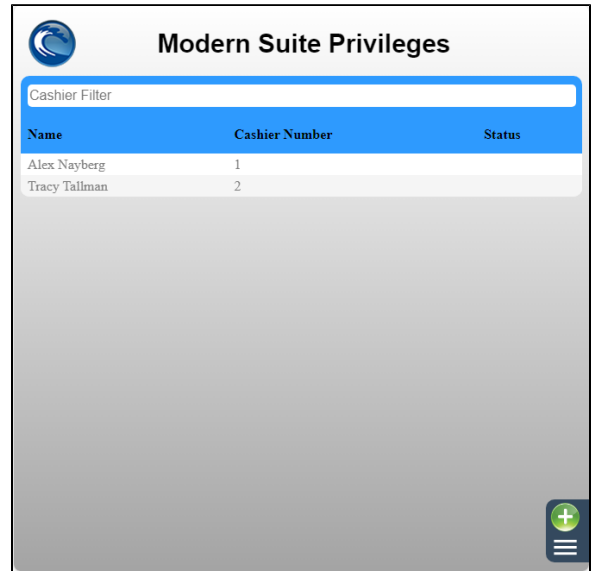 Modern Suite Privileges
Cashier Filter
Name Cashier Number Status
Alex Nayberg 1
Tracy Tallman 2